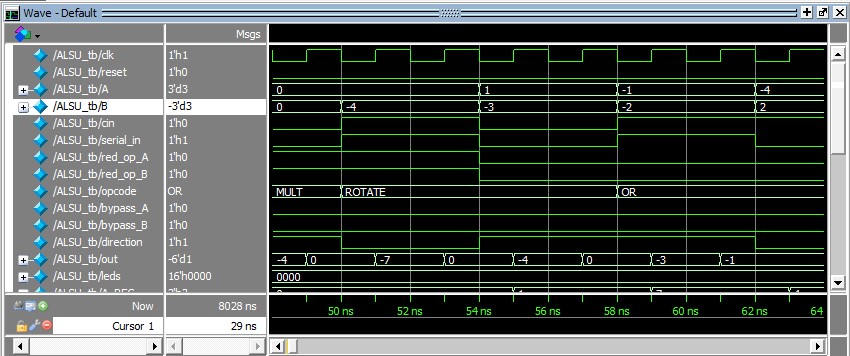 Wave - Default
Msgs
/ALSU_tb/clk 1'h1
/ALSU_tb/reset 1'h0
/ALSU_tb/A 3'd3 0 1 -1 -4
/ALSU_tb/B -3'd3 0 -4 -3 -2 2
/ALSU_tb/cin 1'h0
/ALSU_tb/serial_in 1'h1
/ALSU_tb/red_op_A 1'h0
/ALSU_tb/red_op_B 1'h0
/ALSU_tb/opcode OR MULT ROTATE OR
/ALSU_tb/bypass_A 1'h0
/ALSU_tb/bypass_B 1'h0
/ALSU_tb/direction 1'h1
/ALSU_tb/out -6'd1 -4 0 -7 0 -4 0 -3 -1
/ALSU_tb/leds 16'h0000 0000
Now 8028 ns 50 ns 52 ns 54 ns 56 ns 58 ns 60 ns 62 ns 64
Cursor 1 29 ns